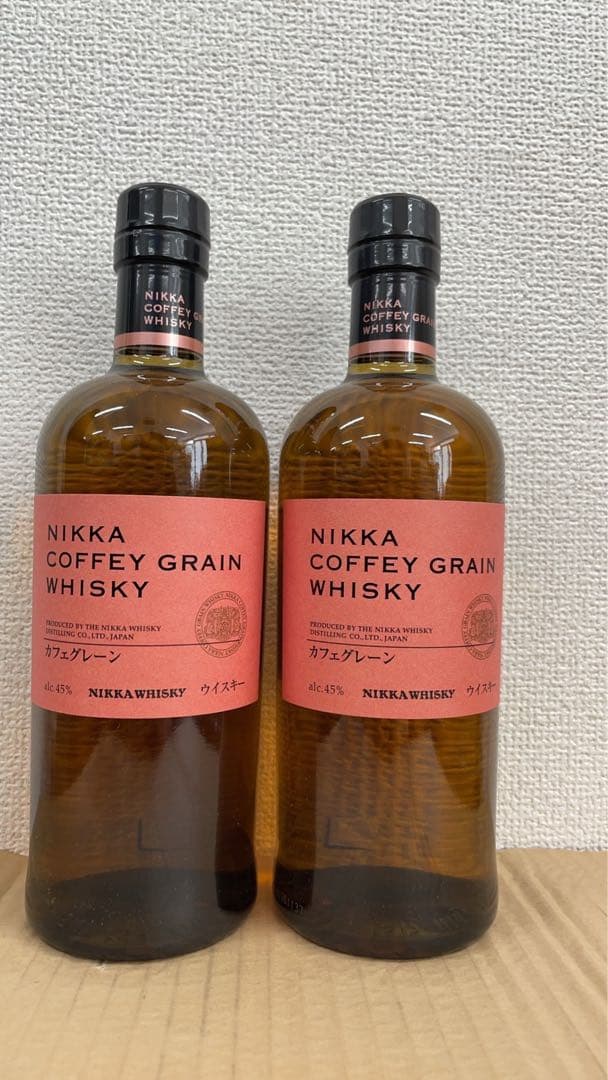 NIKKA
COFFEY GRAIN
WHISKY
NIKKA
COFFEY GRAIN
WHISKY
PRODUCED BY THE NIKKA WHISKY
DISTILLING CO., LTD., JAPAN
カフェグレーン
alc.45%
NIKKA WHISKY
ウイスキー
NIKKA
COFFEY GRAIN
WHISKY
NIKKA
COFFEY GRAIN
WHISKY
PRODUCED BY THE NIKKA WHISKY
DISTILLING CO., LTD., JAPAN
カフェグレーン
alc.45%
NIKKA WHISKY
ウイスキー